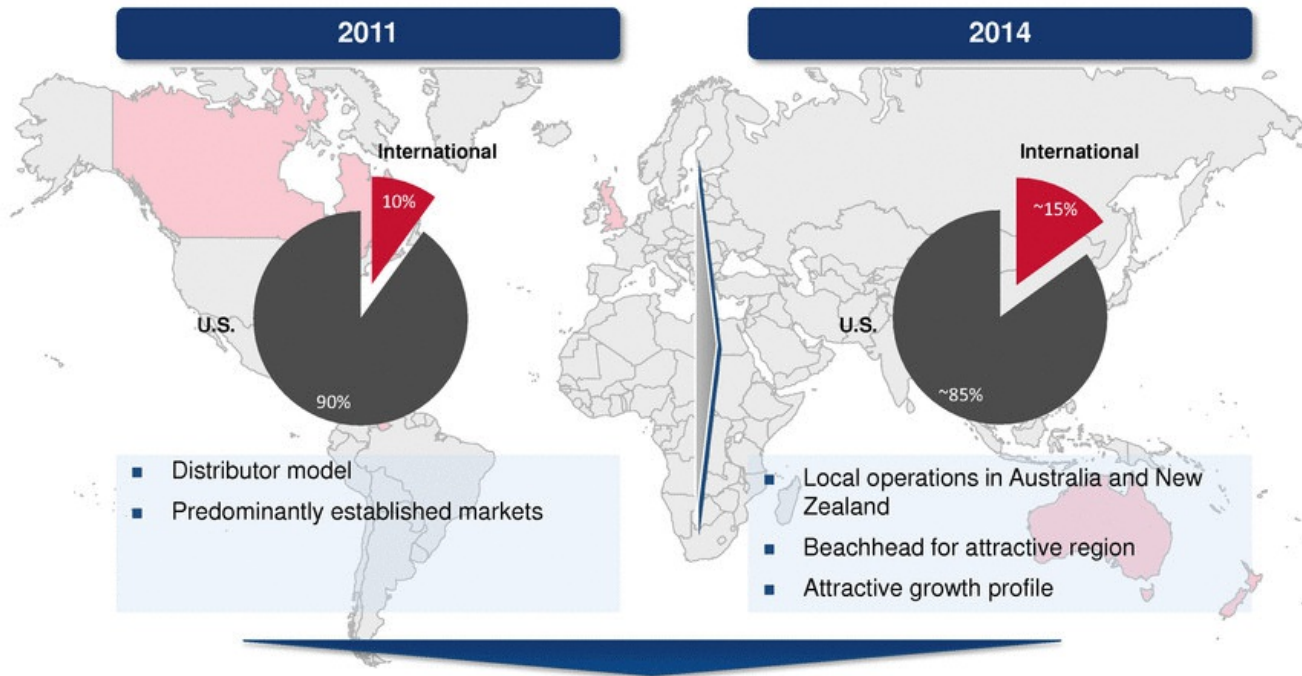 2011
2014
International
10%
U.S.
90%
International
~15%
U.S.
~85%
Distributor model
Predominantly established markets
Local operations in Australia and New
Zealand
Beachhead for attractive region
Attractive growth profile